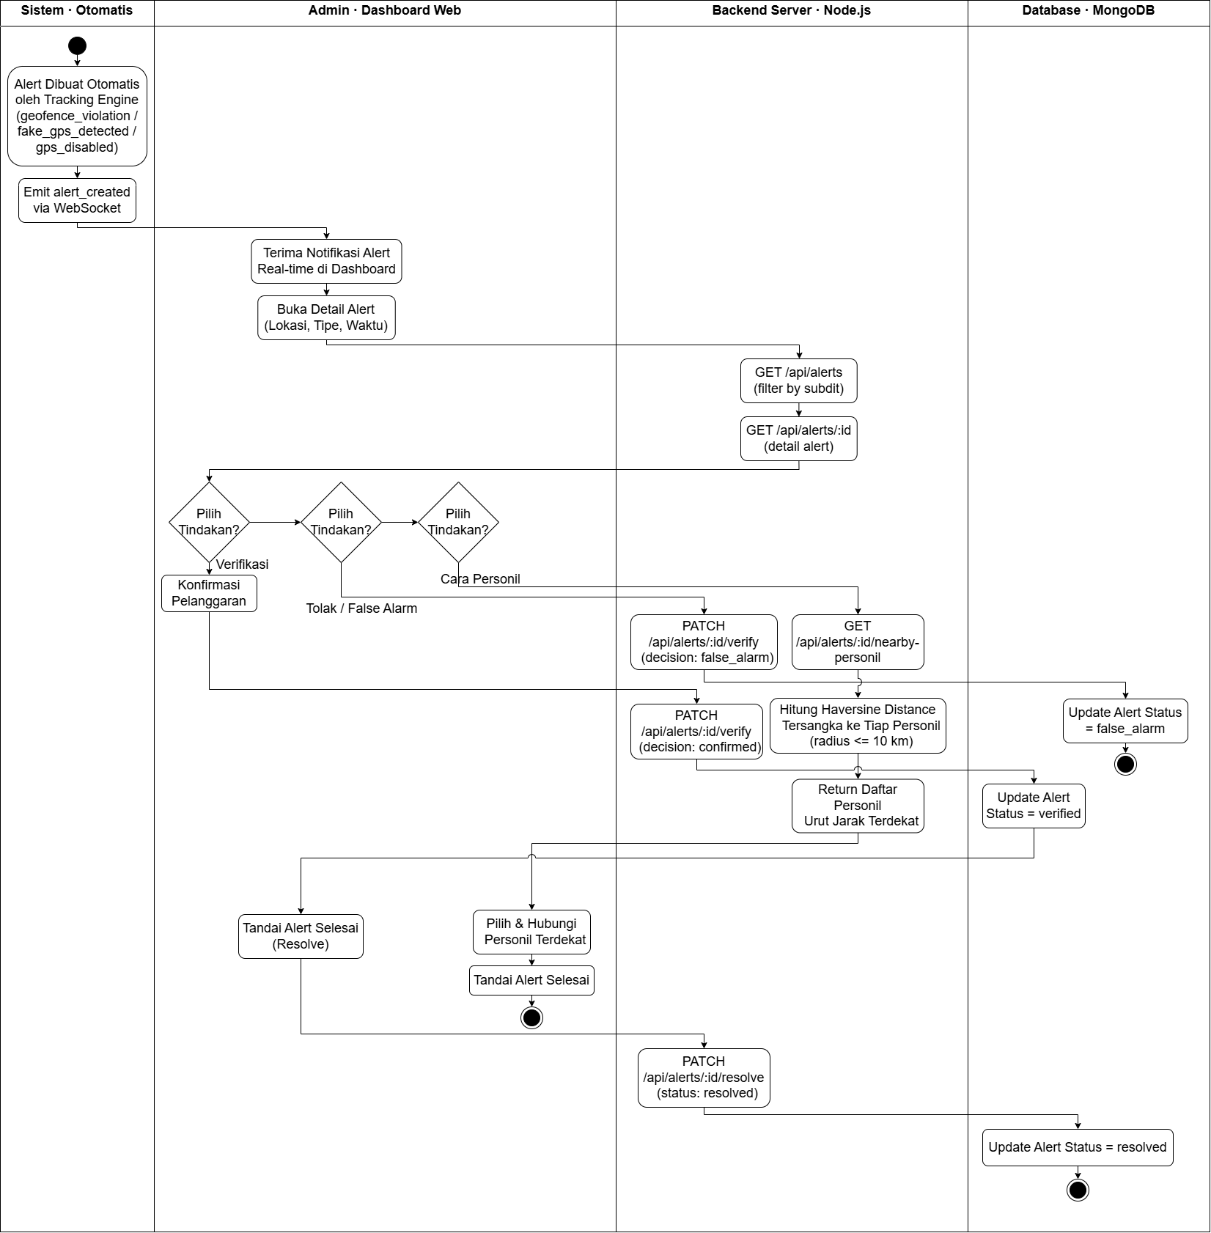 Sistem · Otomatis
Admin · Dashboard Web
Backend Server · Node.js
Database · MongoDB
Alert Dibuat Otomatis
oleh Tracking Engine
(geofence_violation /
fake_gps_detected /
gps_disabled)
Emit alert_created
via WebSocket
Terima Notifikasi Alert
Real-time di Dashboard
Buka Detail Alert
(Lokasi, Tipe, Waktu)
GET /api/alerts
(filter by subdit)
GET /api/alerts/:id
(detail alert)
Pilih
Tindakan?
Pilih
Tindakan?
Pilih
Tindakan?
Verifikasi
Cara Personil
Tolak / False Alarm
Konfirmasi
Pelanggaran
PATCH
/api/alerts/:id/verify
(decision: false_alarm)
GET
/api/alerts/:id/nearby-
personil
Update Alert Status
= false_alarm
PATCH
/api/alerts/:id/verify
(decision: confirmed)
Hitung Haversine Distance
Tersangka ke Tiap Personil
(radius <= 10 km)
Return Daftar
Personil
Urut Jarak Terdekat
Update Alert
Status = verified
Tandai Alert Selesai
(Resolve)
Pilih & Hubungi
Personil Terdekat
Tandai Alert Selesai
PATCH
/api/alerts/:id/resolve
(status: resolved)
Update Alert Status = resolved